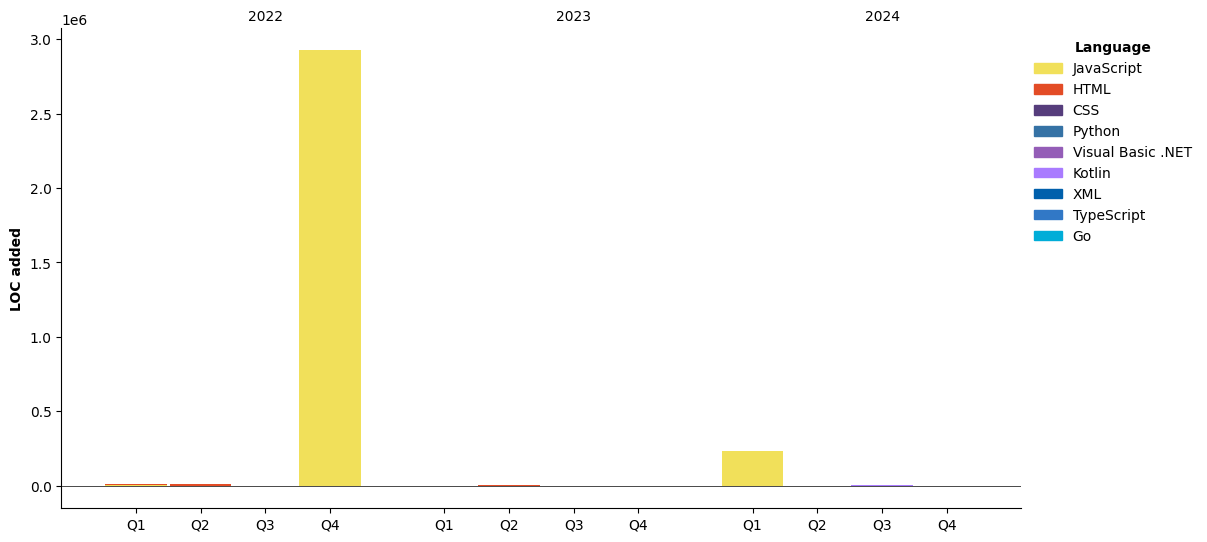 1e6
2022 2023 2024
3.0
2.5
2.0
1.5
1.0
0.5
0.0
LOC added
Q1 Q2 Q3 Q4 Q1 Q2 Q3 Q4 Q1 Q2 Q3 Q4
Language
JavaScript
HTML
CSS
Python
Visual Basic .NET
Kotlin
XML
TypeScript
Go